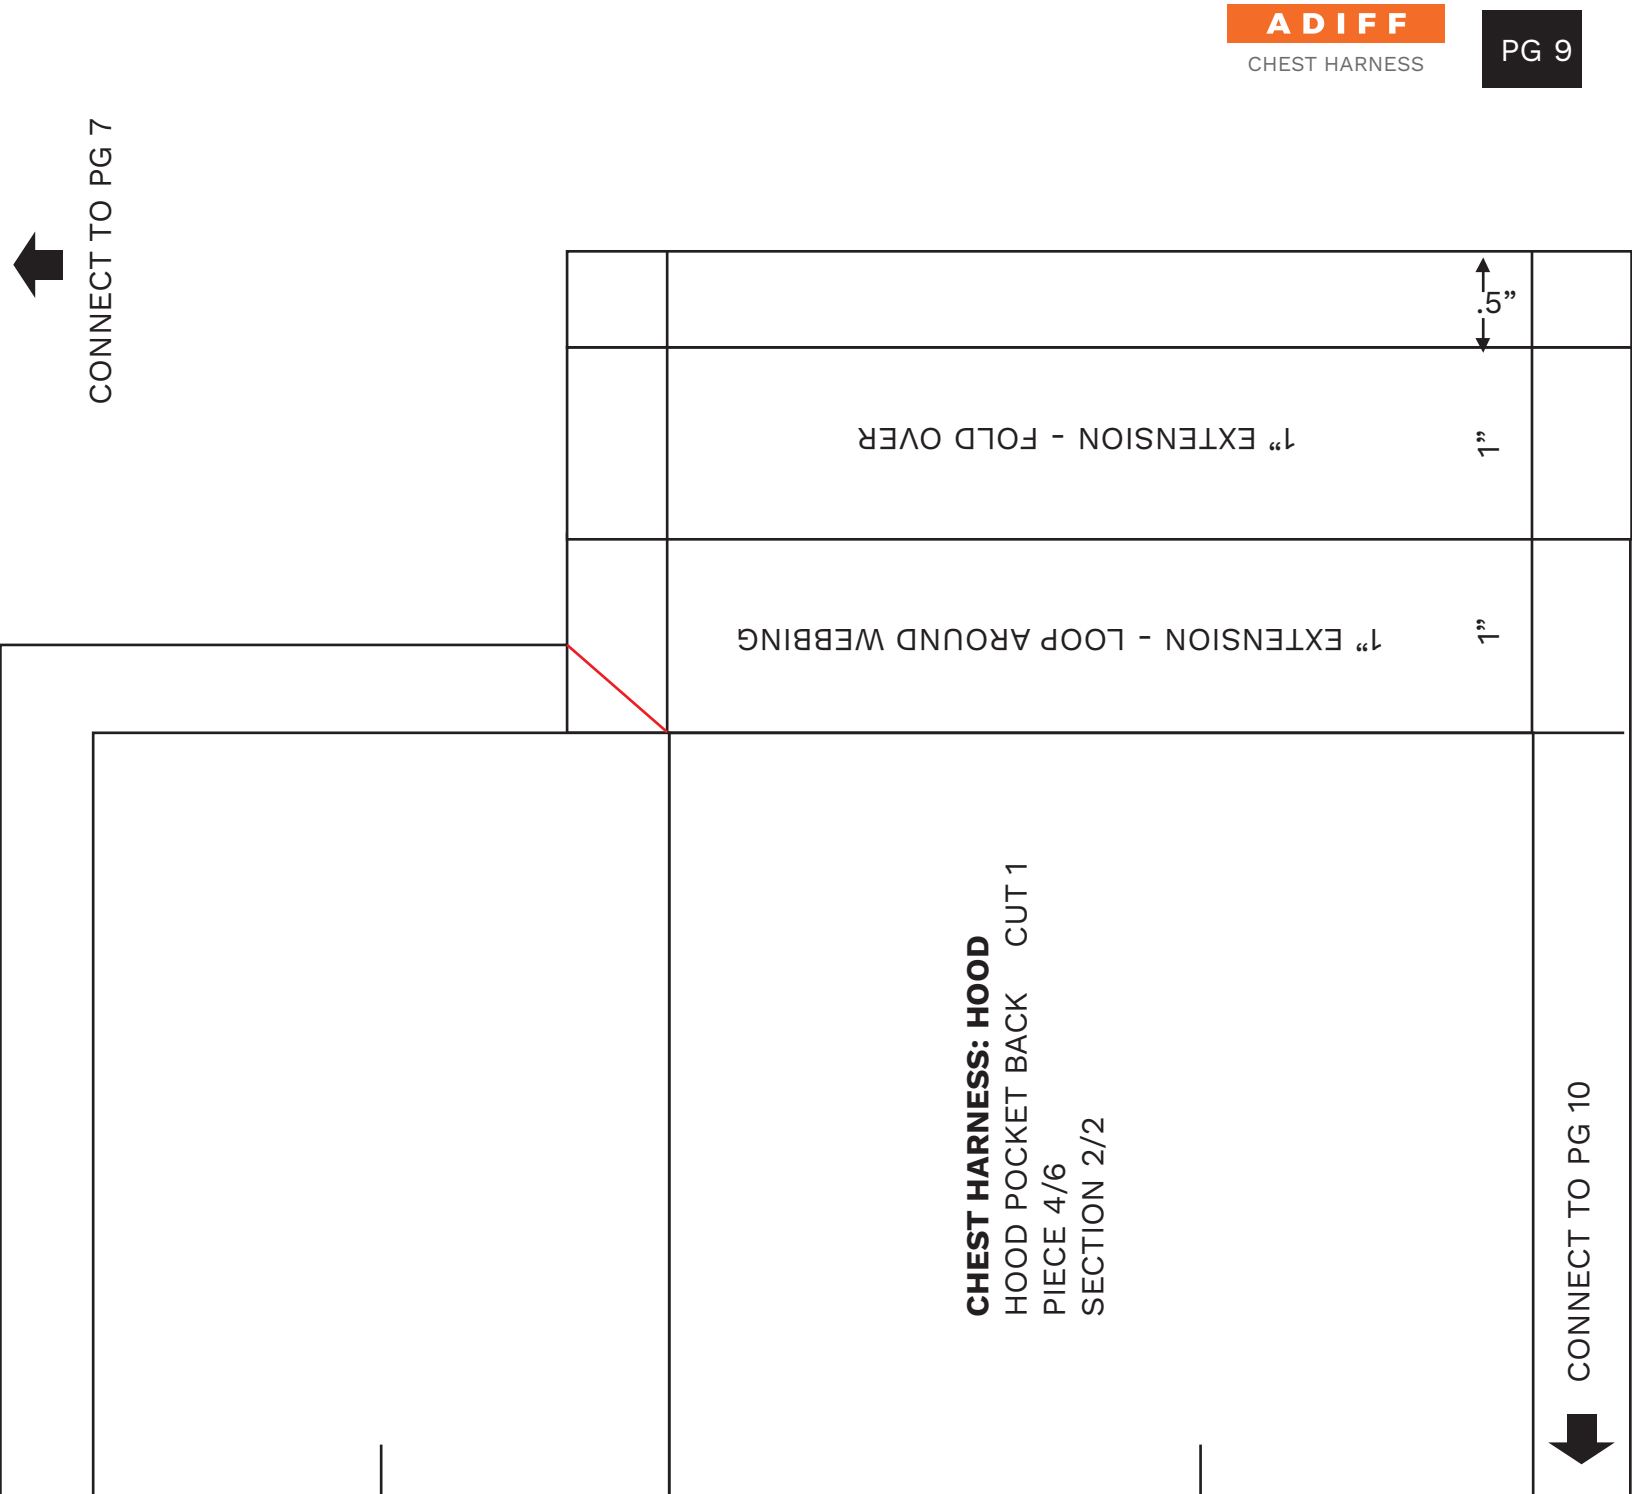 ADIFF
CHEST HARNESS
PG 9
CONNECT TO PG 7
.5”
1” EXTENSION - FOLD OVER
1”
1” EXTENSION - LOOP AROUND WEBBING
1”
CHEST HARNESS: HOOD
HOOD POCKET BACK CUT 1
PIECE 4/6
SECTION 2/2
CONNECT TO PG 10